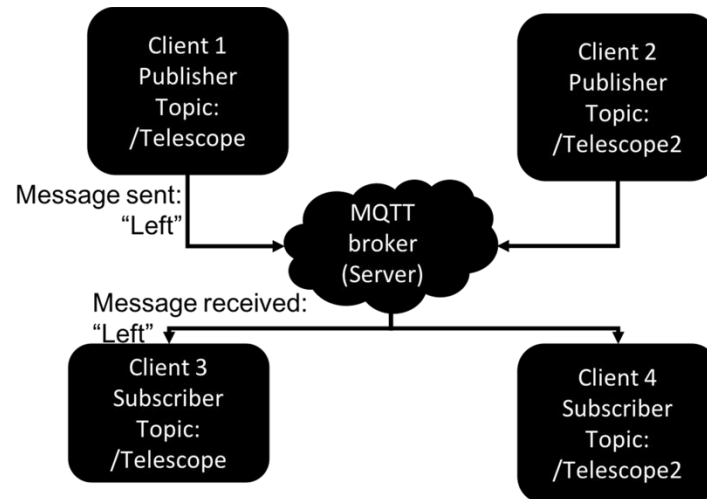 Client 1
Publisher
Topic:
/Telescope
Client 2
Publisher
Topic:
/Telescope2
Message sent:
“Left”
MQTT
broker
(Server)
Message received:
“Left”
Client 3
Subscriber
Topic:
/Telescope
Client 4
Subscriber
Topic:
/Telescope2